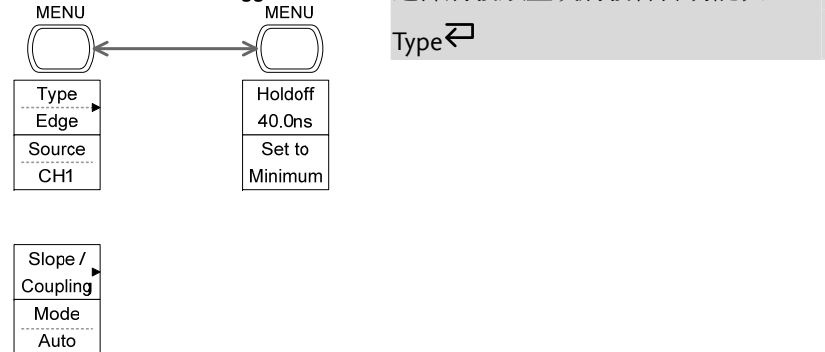 MENU
MENU
Type
Edge
Source
CH1
Holdoff
40.0ns
Set to
Minimum
Slope /
Coupling
Mode
Auto
Type